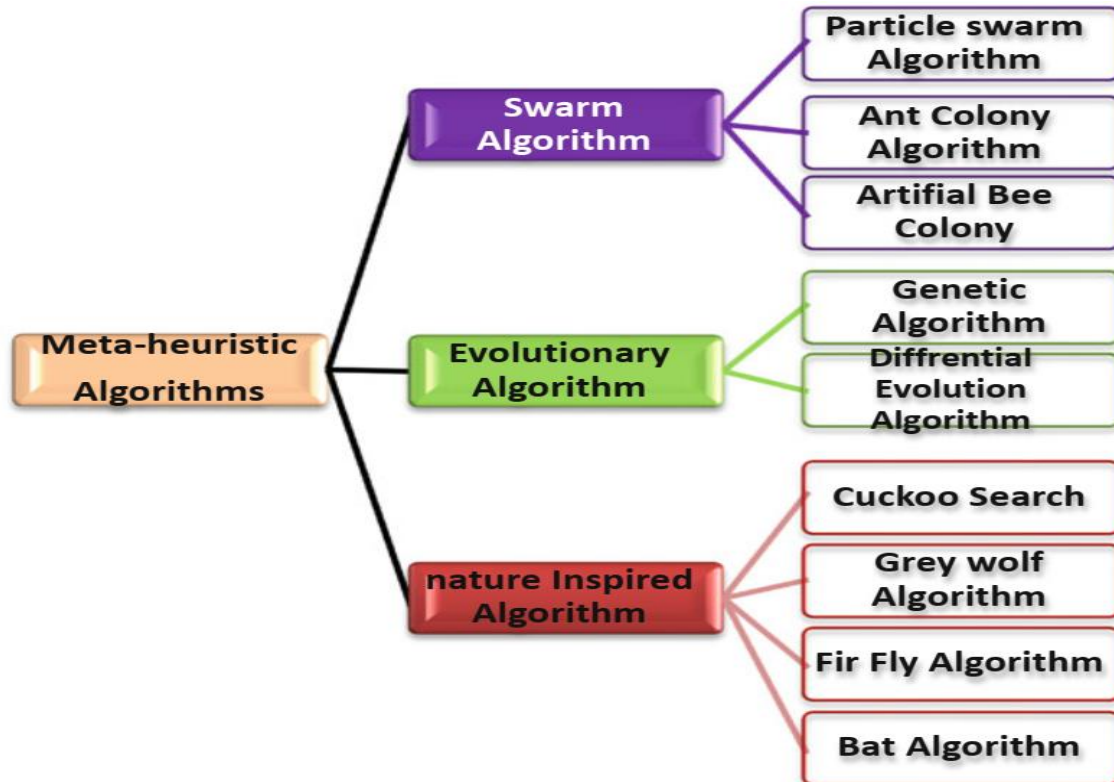 Particle swarm
Algorithm
Swarm
Algorithm
Ant Colony
Algorithm
Artifial Bee
Colony
Meta-heuristic
Algorithms
Evolutionary
Algorithm
Genetic
Algorithm
Diffrential
Evolution
Algorithm
nature Inspired
Algorithm
Cuckoo Search
Grey wolf
Algorithm
Fir Fly Algorithm
Bat Algorithm